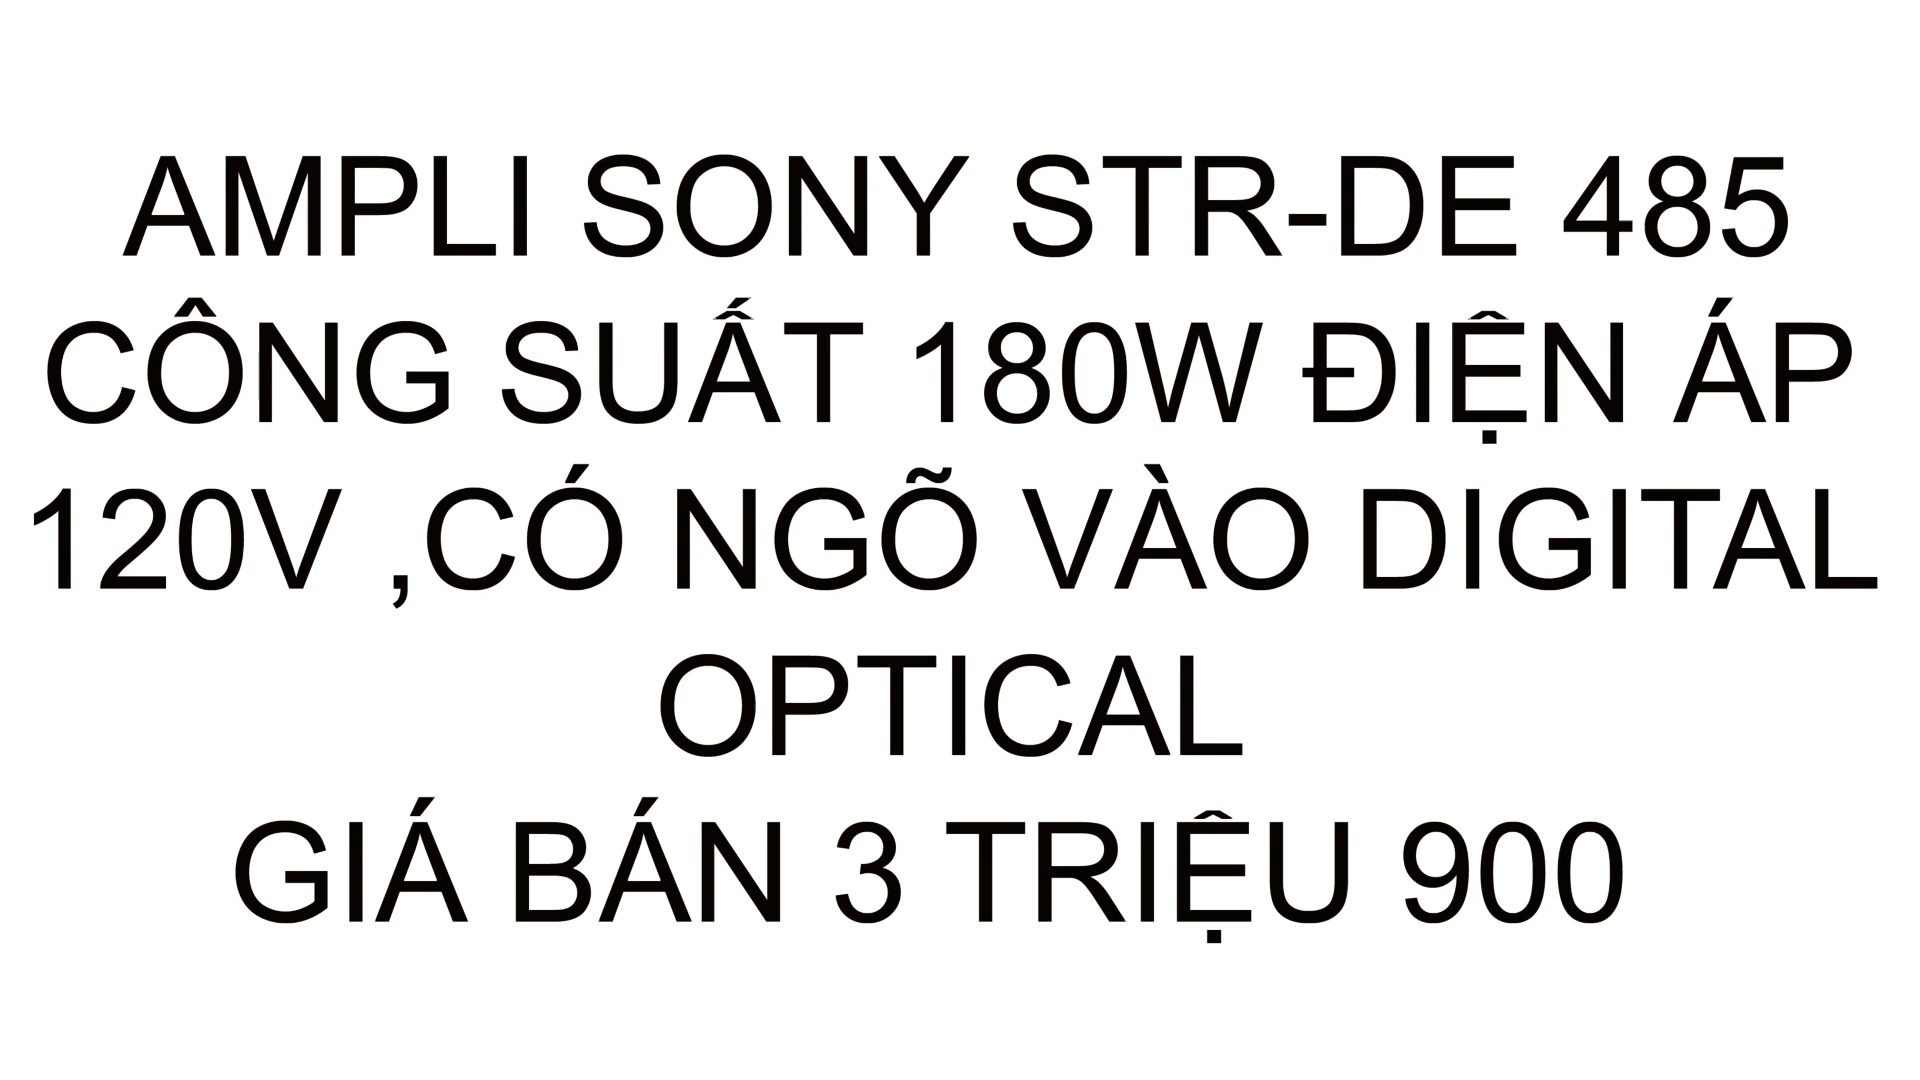 AMPLI SONY STR-DE 485
CÔNG SUẤT 180W ĐIỆN ÁP
120V ,CÓ NGÕ VÀO DIGITAL
OPTICAL
GIÁ BÁN 3 TRIỆU 900